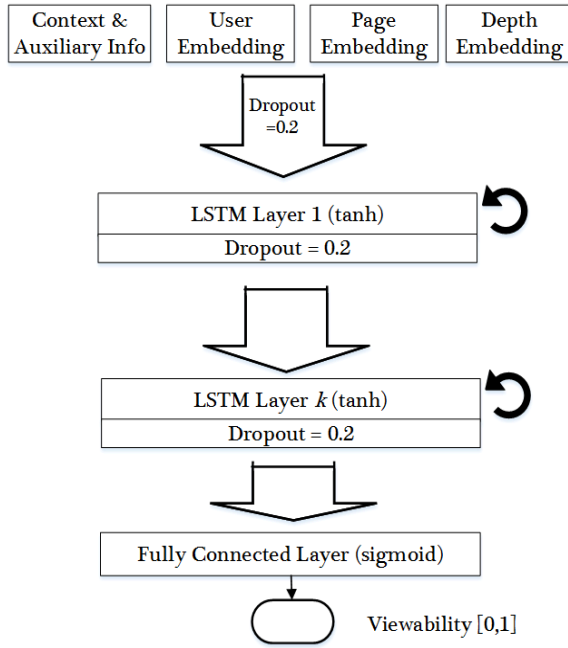 Context &
Auxiliary Info
User
Embedding
Page
Embedding
Depth
Embedding
Dropout
=0.2
LSTM Layer 1 (tanh)
Dropout = 0.2
LSTM Layer k (tanh)
Dropout = 0.2
Fully Connected Layer (sigmoid)
Viewability [0,1]